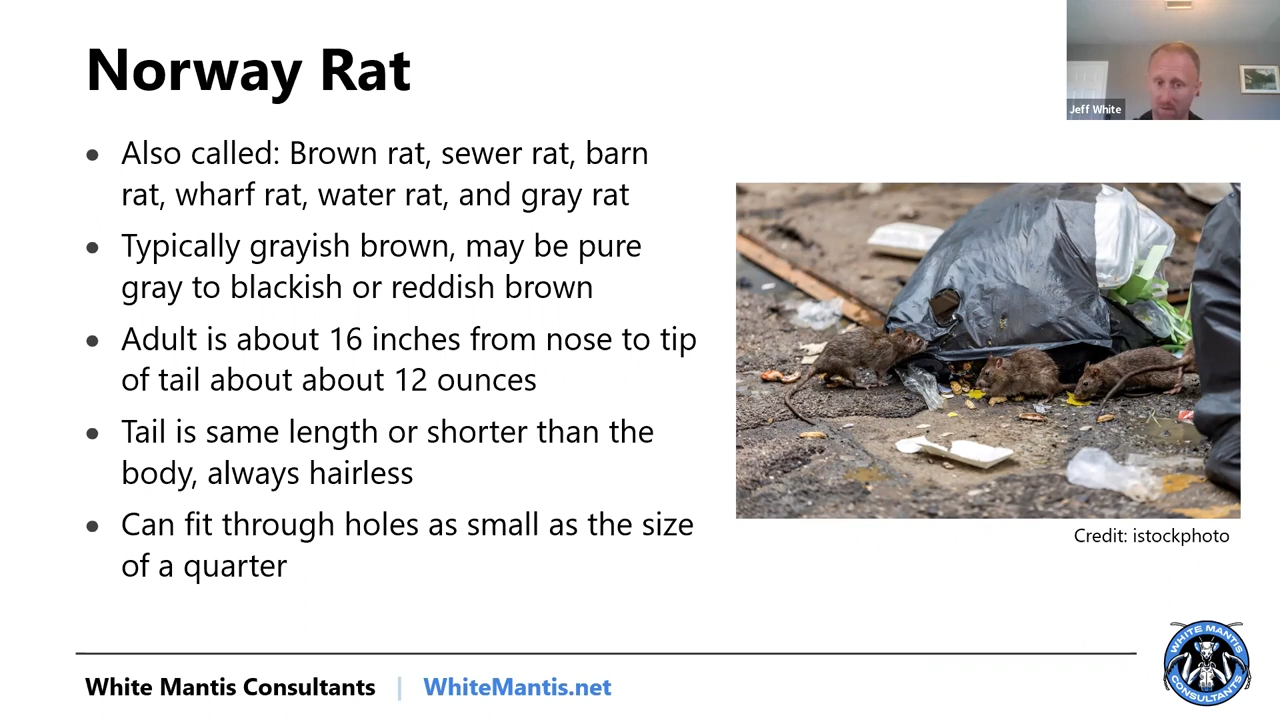 Norway Rat
Jeff White
• Also called: Brown rat, sewer rat, barn
rat, wharf rat, water rat, and gray rat
• Typically grayish brown, may be pure
gray to blackish or reddish brown
• Adult is about 16 inches from nose to tip
of tail about about 12 ounces
• Tail is same length or shorter than the
body, always hairless
• Can fit through holes as small as the size
of a quarter
Credit: istockphoto
White Mantis Consultants | WhiteMantis.net
WHITE MANTIS
CONSULTANTS